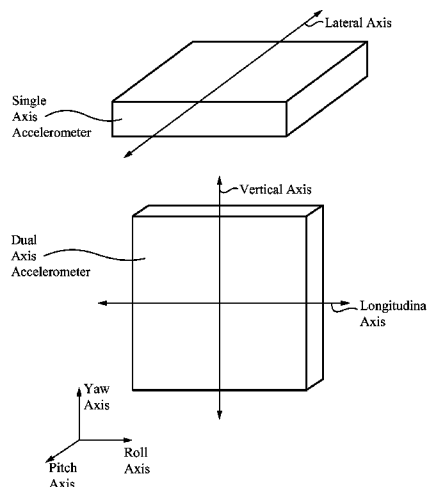 Lateral Axis
Single
Axis
Accelerometer
Vertical Axis
Dual
Axis
Accelerometer
Longitudina
Axis
Yaw
Axis
Roll
Axis
Pitch
Axis